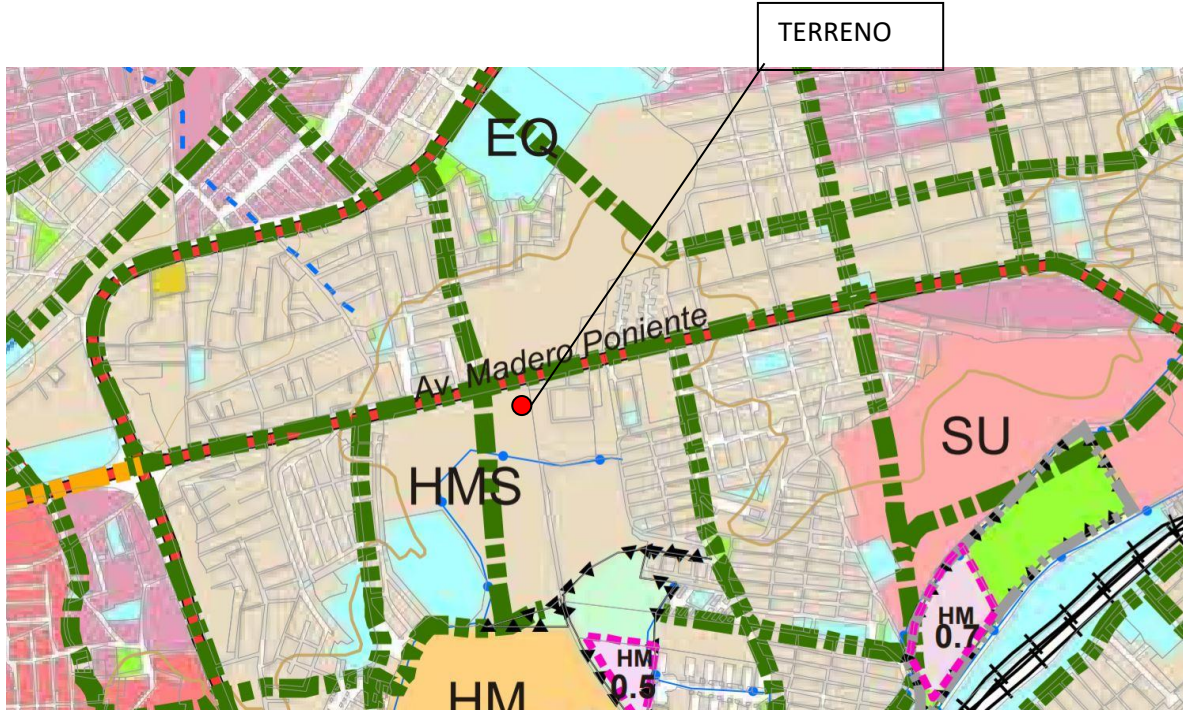 TERRENO
EQ
Av. Madero Poniente
SU
HMS
HM
0.7
HM
0.5
HM